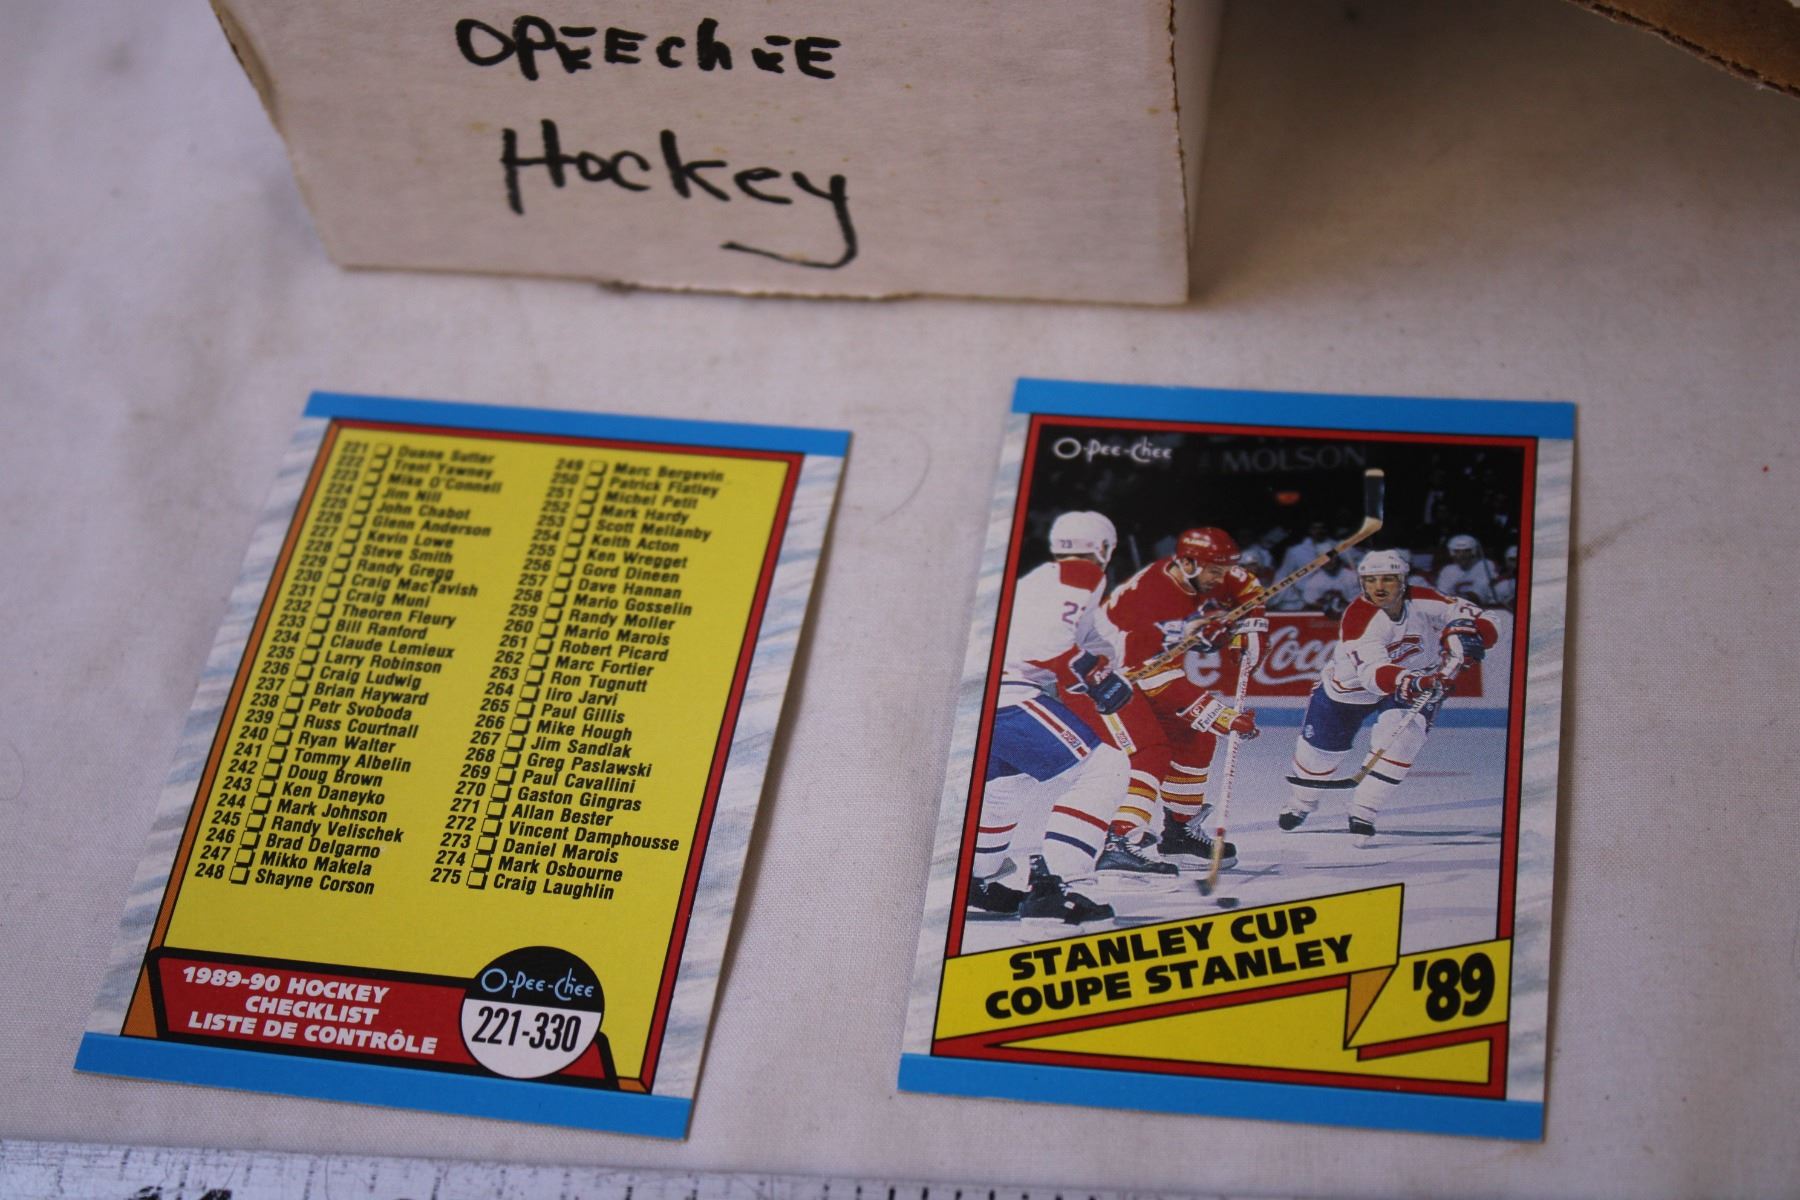 OPEECHEE
Hockey
221 Duane Sutter
222 Trent Yawney
223 Mike O'Connell
224 Jim Nill
225 John Chabot
226 Glenn Anderson
227 Kevin Lowe
228 Steve Smith
229 Randy Gregg
230 Craig MacTavish
231 Craig Muni
232 Theoren Fleury
233 Bill Ranford
234 Claude Lemieux
235 Larry Robinson
236 Craig Ludwig
237 Brian Hayward
238 Petr Svoboda
239 Russ Courtnall
240 Ryan Walter
241 Tommy Albelin
242 Doug Brown
243 Ken Daneyko
244 Mark Johnson
245 Randy Velischek
246 Brad Delgarno
247 Mikko Makela
248 Shayne Corson
249 Marc Bergevin
250 Patrick Flatley
251 Michel Petit
252 Mark Hardy
253 Scott Mellanby
254 Keith Acton
255 Ken Wregget
256 Gord Dineen
257 Dave Hannan
258 Mario Gosselin
259 Randy Moller
260 Mario Marois
261 Robert Picard
262 Marc Fortier
263 Ron Tugnutt
264 Iiro Jarvi
265 Paul Gillis
266 Mike Hough
267 Jim Sandlak
268 Greg Paslawski
269 Paul Cavallini
270 Gaston Gingras
271 Allan Bester
272 Vincent Damphousse
273 Daniel Marois
274 Mark Osbourne
275 Craig Laughlin
1989-90 HOCKEY
CHECKLIST
LISTE DE CONTRÔLE
O-Pee-Chee
221-330
O-Pee-Chee
MOLSON
23
Coca
STANLEY CUP
COUPE STANLEY
'89